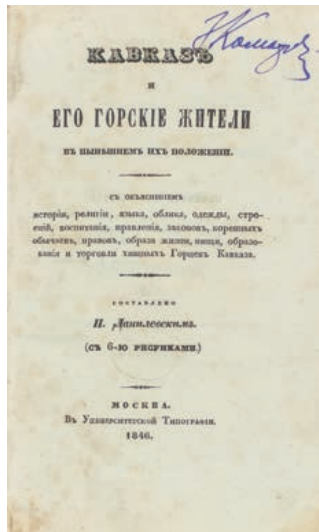 КАВКАЗЪ
И
ЕГО ГОРСКІЕ ЖИТЕЛИ
ВЪ НЫНѢШНЕМЪ ИХЪ ПОЛОЖЕНІИ.
СЪ ОБЪЯСНЕНІЕМЪ
исторіи, религіи, языка, облика, одежды, стро-
еній, воспитанія, правленія, законовъ, коренныхъ
обычаевъ, нравовъ, образа жизни, пищи, образо-
ванія и торговли хищныхъ Горцевъ Кавказа.
СОСТАВЛЕНО
Н. Данилевскимъ.
(СЪ 6-Ю РИСУНКАМИ.)
МОСКВА.
Въ Университетской Типографіи.
1846.